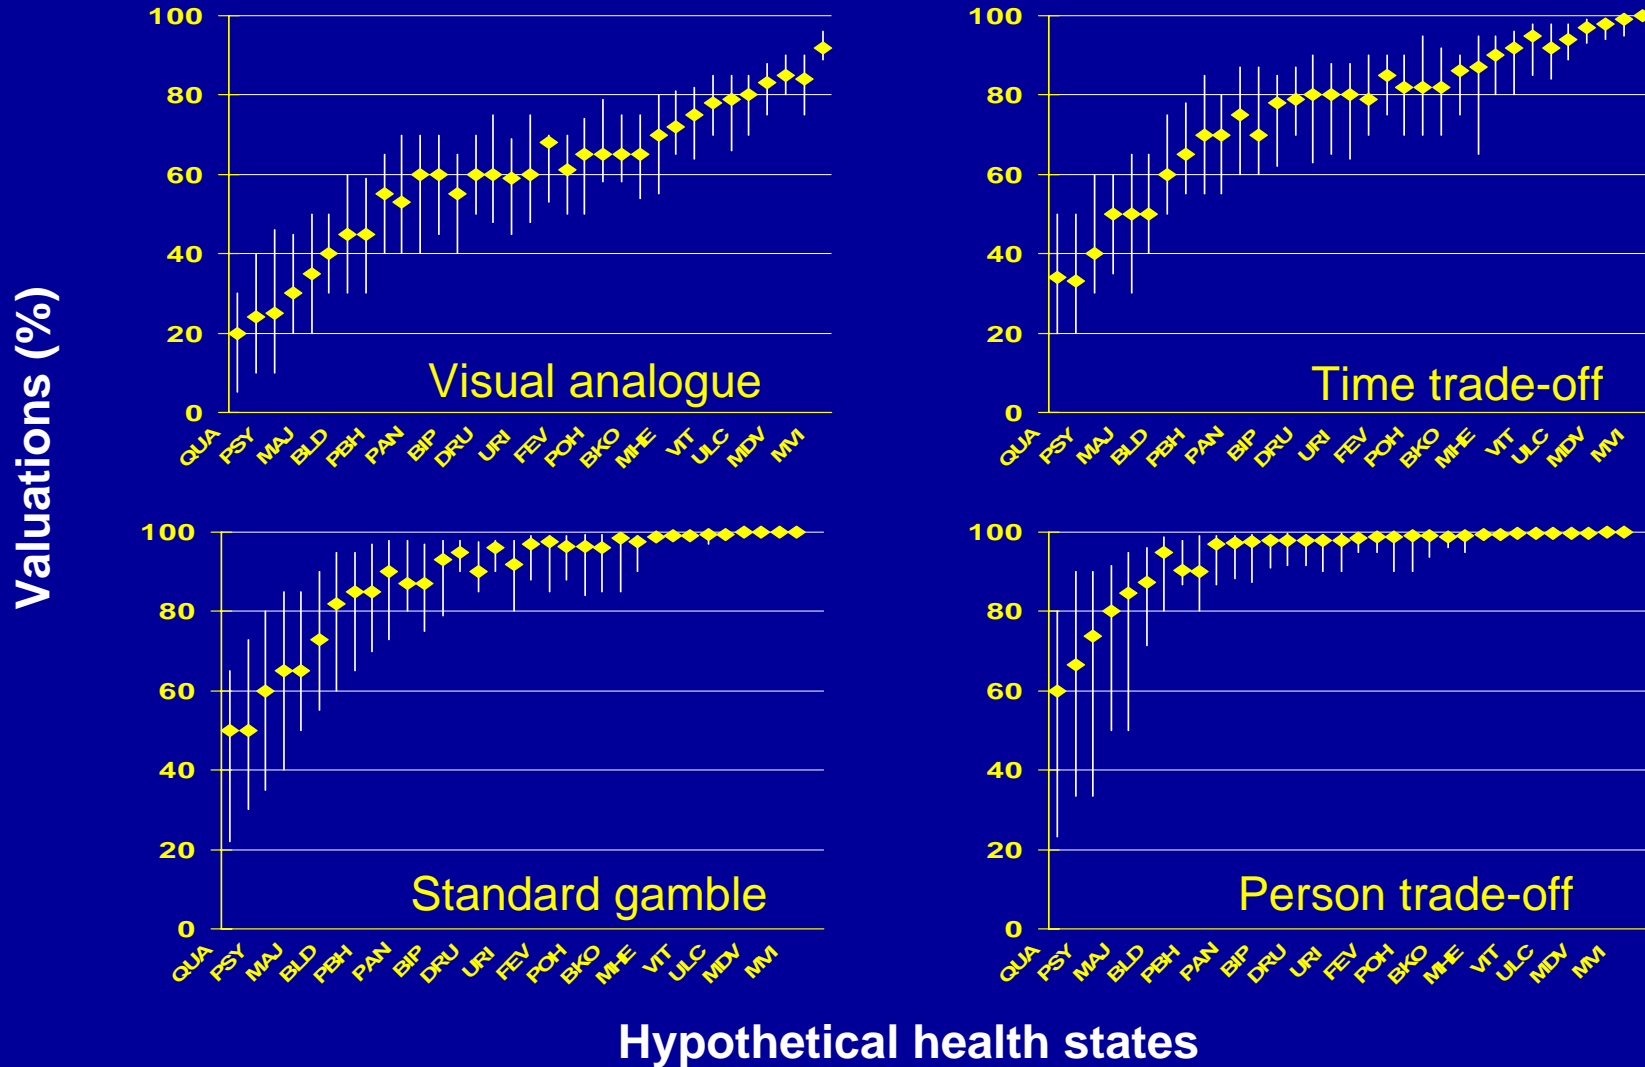 Valuations (%)
100
80
60
40
20
0
Visual analogue
QUA PSY MAJ BLD PBH PAN BIP DRU URI FEV POH BKO MHE VIT ULC MDV MVI
100
80
60
40
20
0
Time trade-off
QUA PSY MAJ BLD PBH PAN BIP DRU URI FEV POH BKO MHE VIT ULC MDV MVI
100
80
60
40
20
0
Standard gamble
QUA PSY MAJ BLD PBH PAN BIP DRU URI FEV POH BKO MHE VIT ULC MDV MVI
100
80
60
40
20
0
Person trade-off
QUA PSY MAJ BLD PBH PAN BIP DRU URI FEV POH BKO MHE VIT ULC MDV MVI
Hypothetical health states